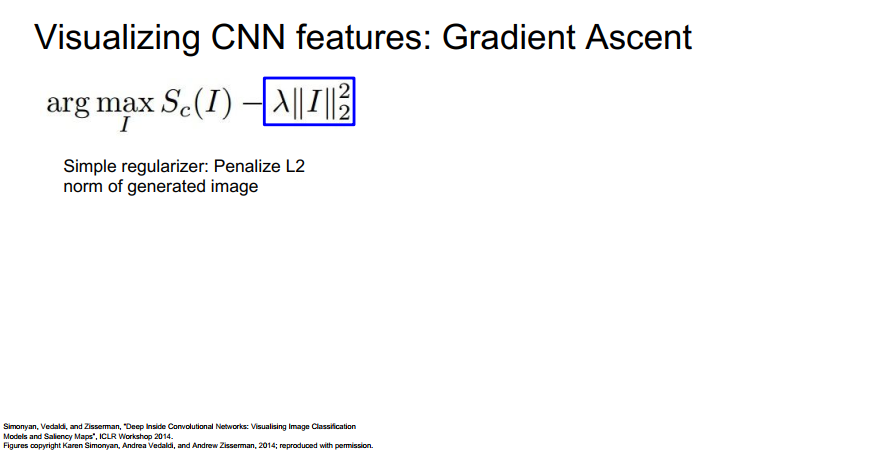 Visualizing CNN features: Gradient Ascent
arg max_I S_c(I) − λ‖I‖_2^2
Simple regularizer: Penalize L2
norm of generated image
Simonyan, Vedaldi, and Zisserman, "Deep Inside Convolutional Networks: Visualising Image Classification
Models and Saliency Maps", ICLR Workshop 2014.
Figures copyright Karen Simonyan, Andrea Vedaldi, and Andrew Zisserman, 2014; reproduced with permission.